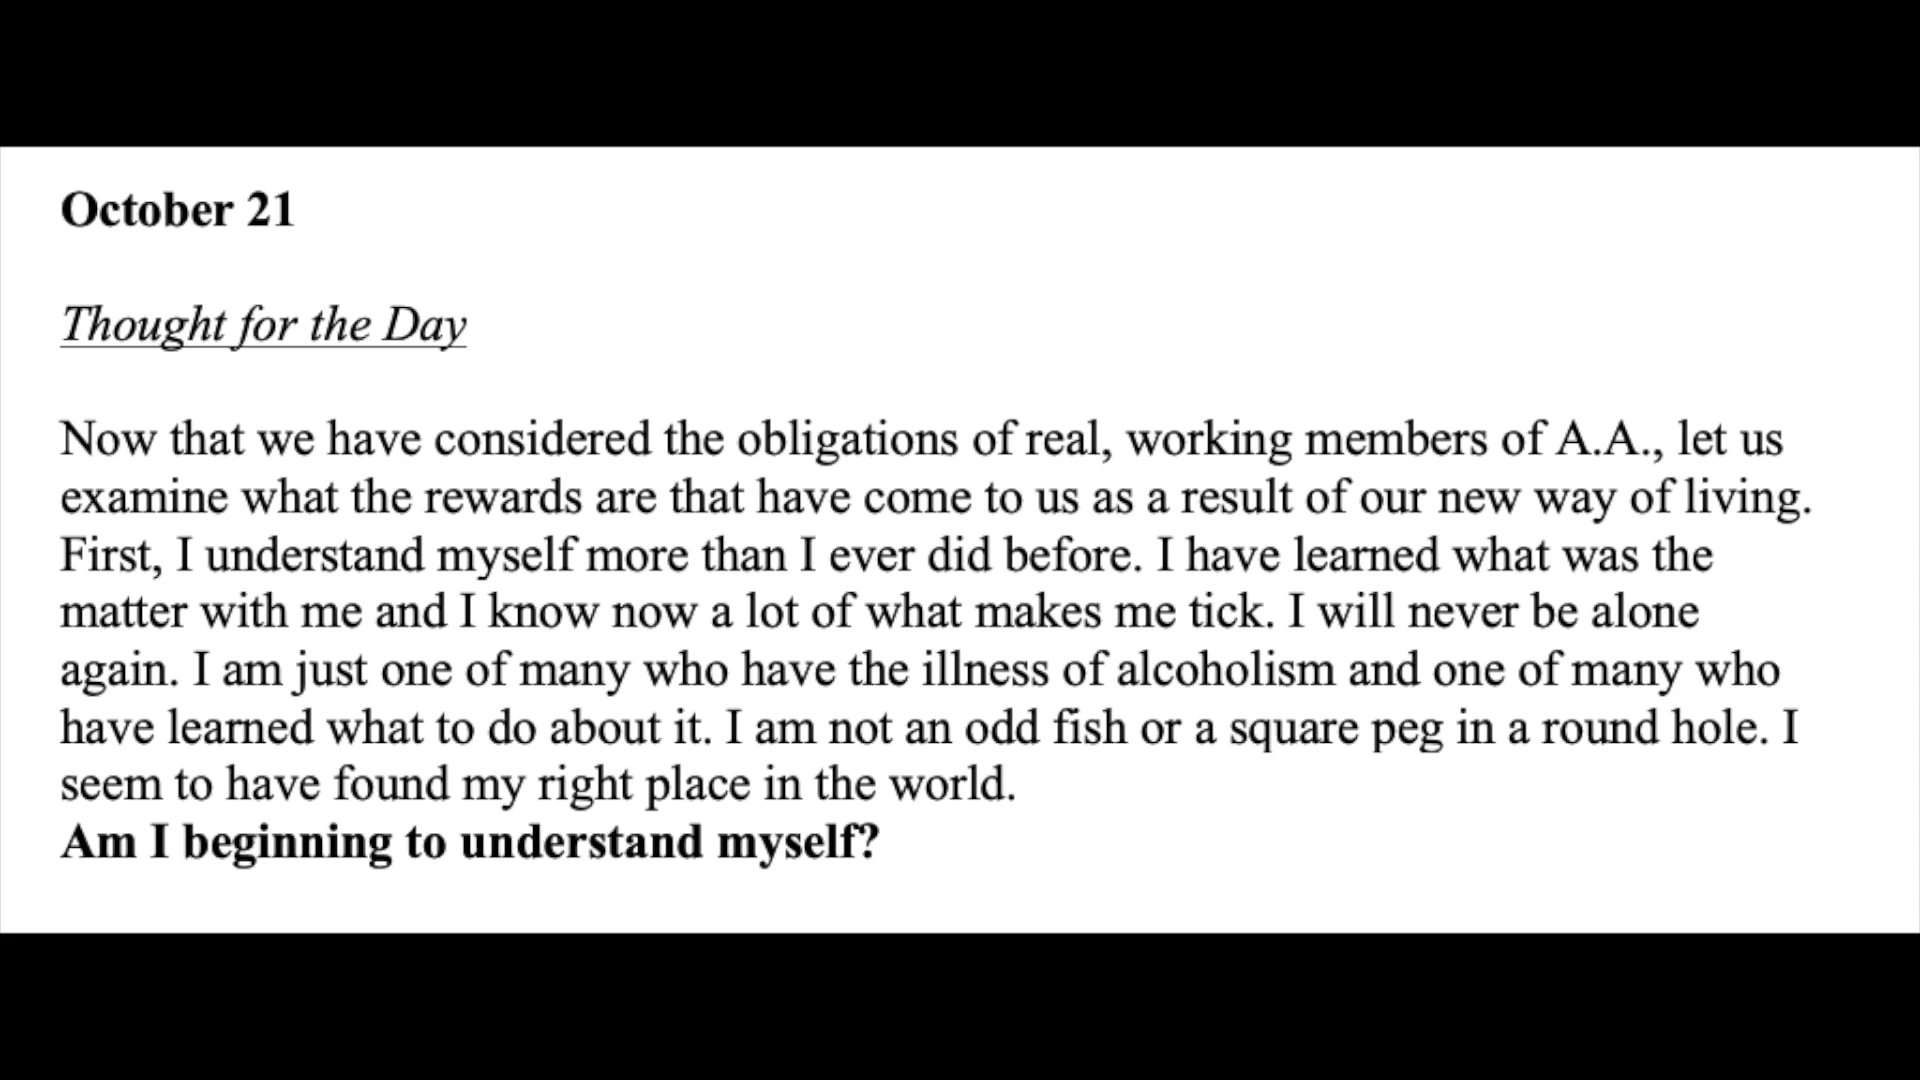 October 21
Thought for the Day
Now that we have considered the obligations of real, working members of A.A., let us
examine what the rewards are that have come to us as a result of our new way of living.
First, I understand myself more than I ever did before. I have learned what was the
matter with me and I know now a lot of what makes me tick. I will never be alone
again. I am just one of many who have the illness of alcoholism and one of many who
have learned what to do about it. I am not an odd fish or a square peg in a round hole. I
seem to have found my right place in the world.
Am I beginning to understand myself?